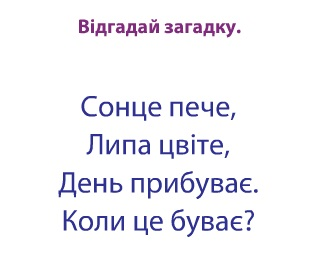 Відгадай загадку.
Сонце пече,
Липа цвіте,
День прибуває.
Коли це буває?